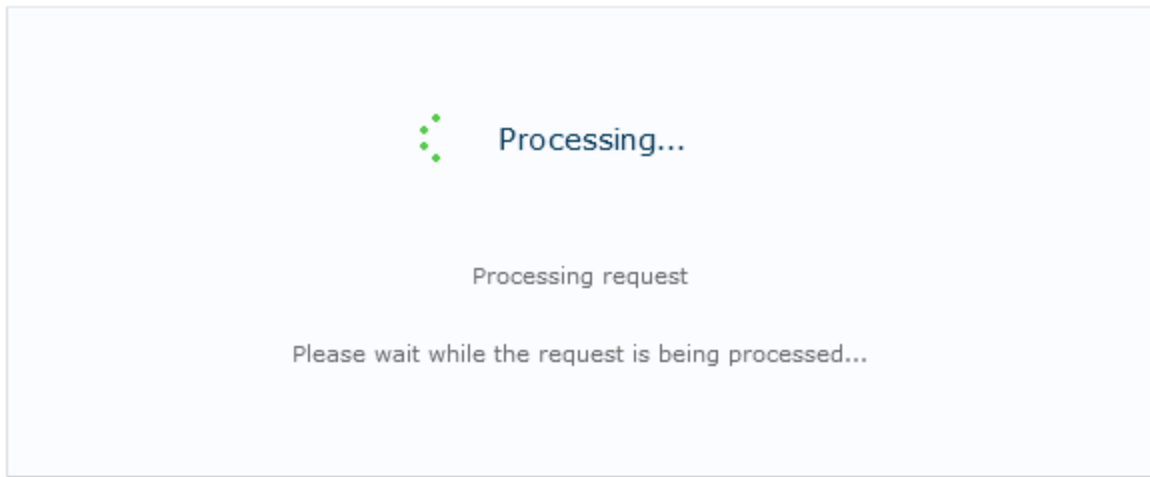 Processing...
Processing request
Please wait while the request is being processed...